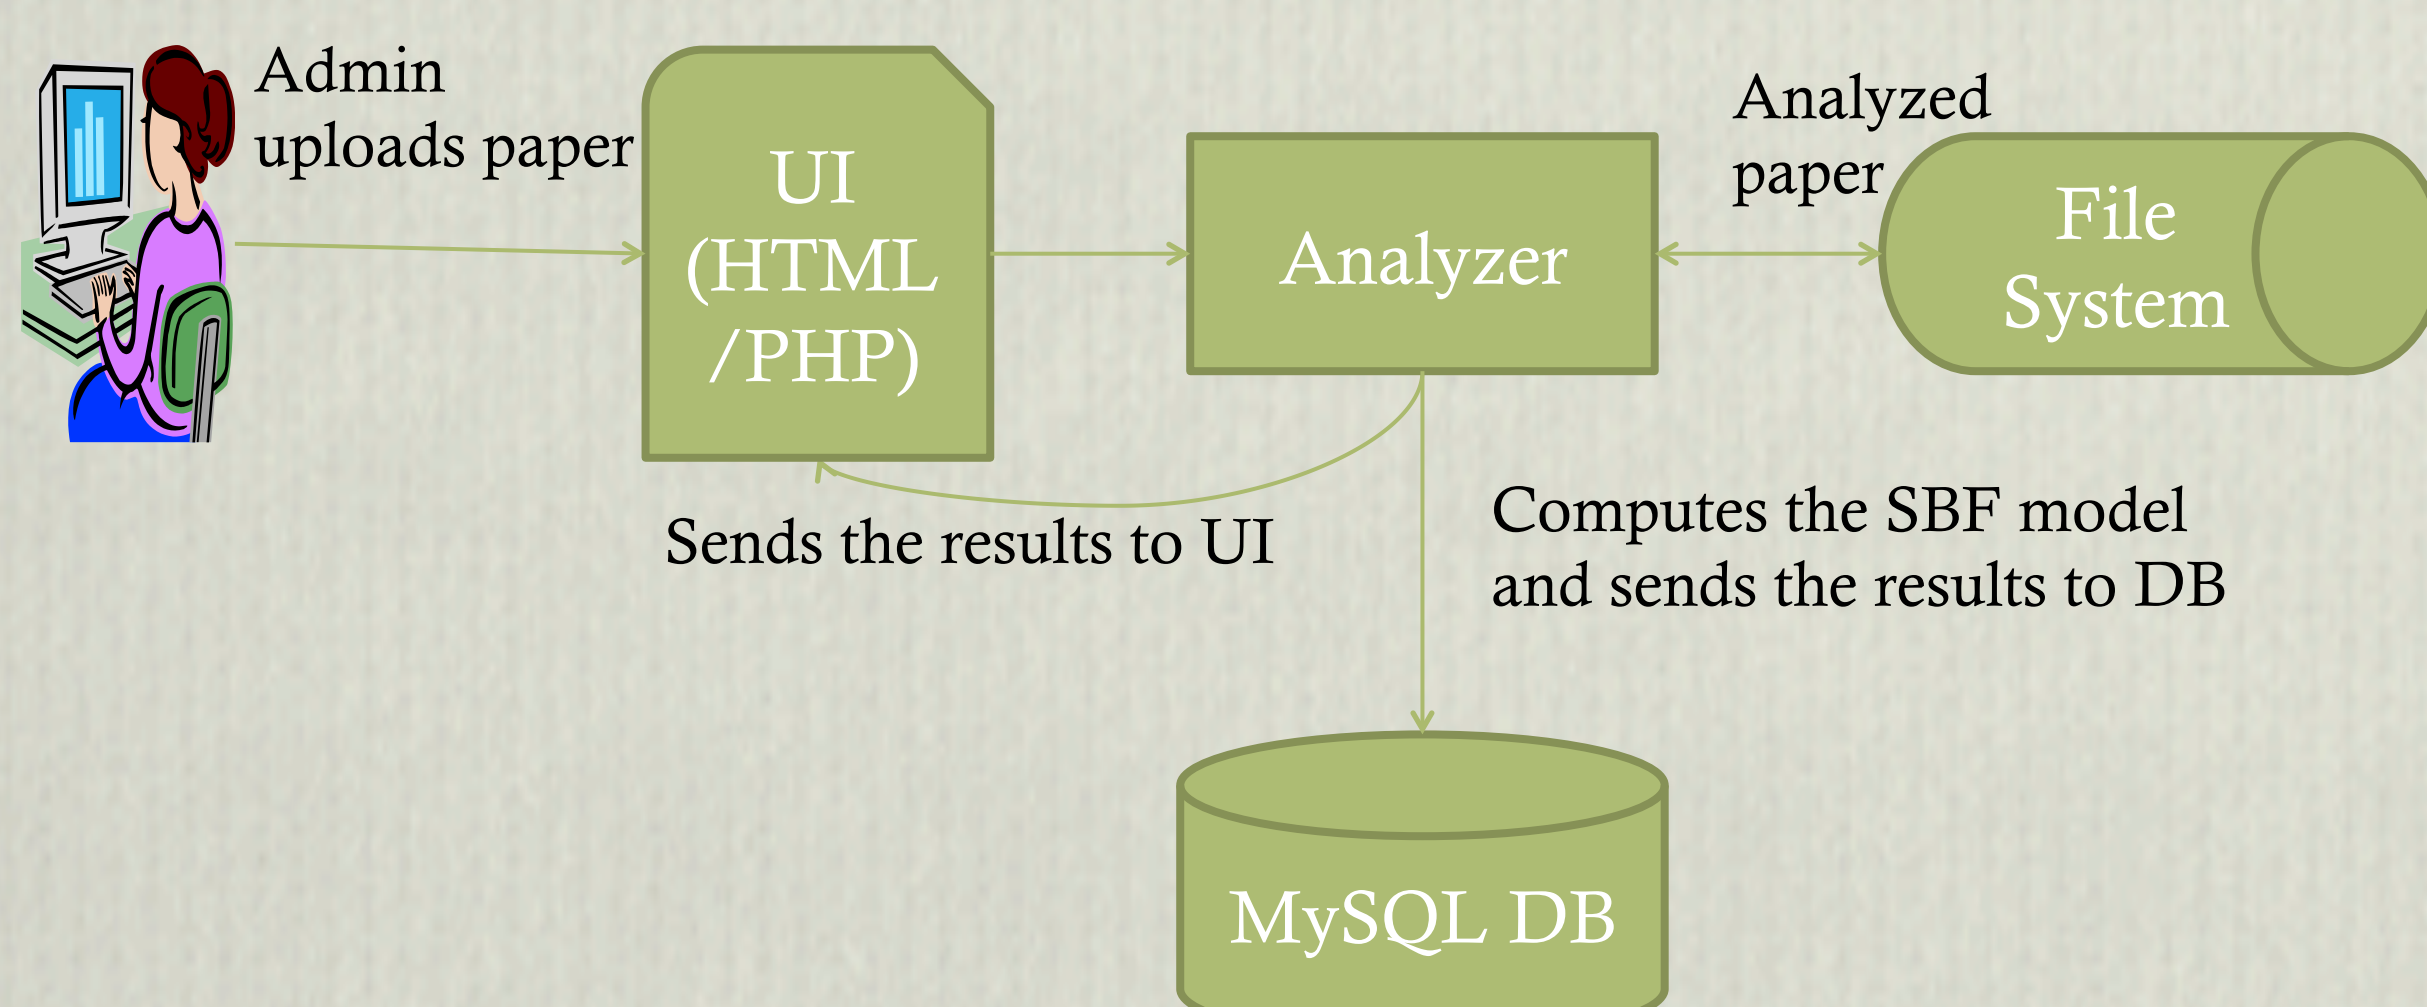 Admin
uploads paper
UI
(HTML
/PHP)
Analyzer
Analyzed
paper
File
System
Sends the results to UI
Computes the SBF model
and sends the results to DB
MySQL DB